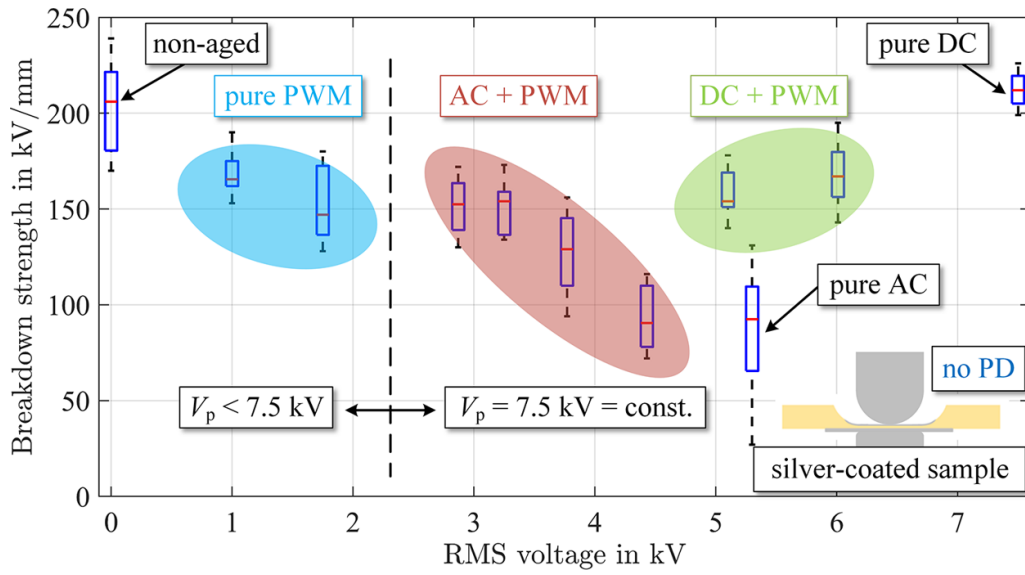 Breakdown strength in kV/mm
250
200
150
100
50
0
non-aged
pure PWM
AC + PWM
DC + PWM
pure DC
pure AC
no PD
Vₚ < 7.5 kV
Vₚ = 7.5 kV = const.
silver-coated sample
0 1 2 3 4 5 6 7
RMS voltage in kV